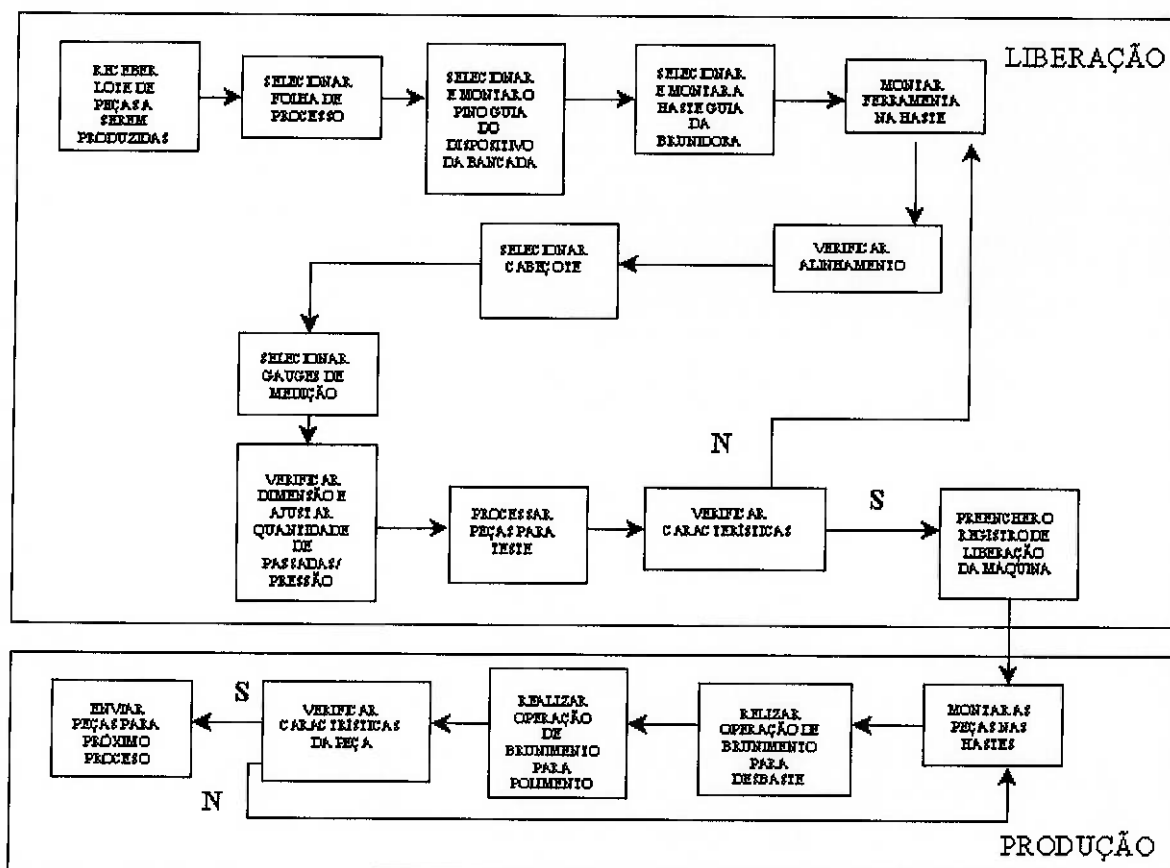 LIBERAÇÃO
RECEBER
LOTE DE
PEÇAS A
SEREM
PRODUZIDAS
SELECIONAR
FOLHA DE
PROCESSO
SELECIONAR
E MONTAR O
PINO GUIA
DO
DISPOSITIVO
DA BANCADA
SELECIONAR
E MONTAR A
HASTE GUIA
DA
BRUNIDORA
MONTAR
FERRAMENTA
NA HASTE
VERIFICAR
ALINHAMENTO
SELECIONAR
CABEÇOTE
SELECIONAR
GAUGES DE
MEDIÇÃO
VERIFICAR
DIMENSÃO E
AJUSTAR
QUANTIDADE
DE
PASSADAS/
PRESSÃO
PROCESSAR
PEÇAS PARA
TESTE
VERIFICAR
CARACTERÍSTICAS
N
S
PREENCHER O
REGISTRO DE
LIBERAÇÃO
DA MÁQUINA
MONTAR AS
PEÇAS NAS
HASTES
RELIZAR
OPERAÇÃO DE
BRUNIMENTO
PARA
DESBASTE
REALIZAR
OPERAÇÃO
DE
BRUNIMENTO
PARA
POLIMENTO
VERIFICAR
CARACTRÍSTICAS
DA PEÇA
S
N
ENVIAR
PEÇAS PARA
PRÓXIMO
PROCESO
PRODUÇÃO